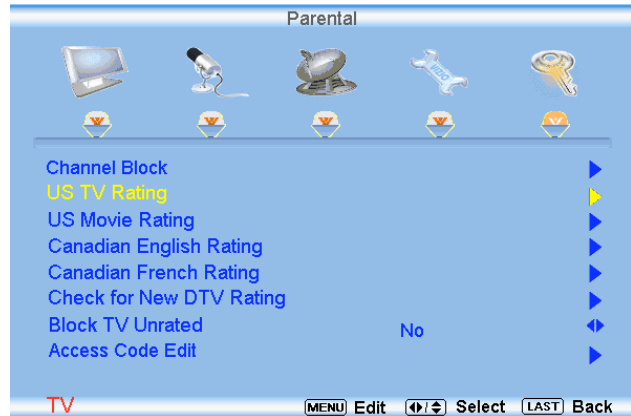 Parental
Channel Block
US TV Rating
US Movie Rating
Canadian English Rating
Canadian French Rating
Check for New DTV Rating
Block TV Unrated No
Access Code Edit
TV MENU Edit Select LAST Back